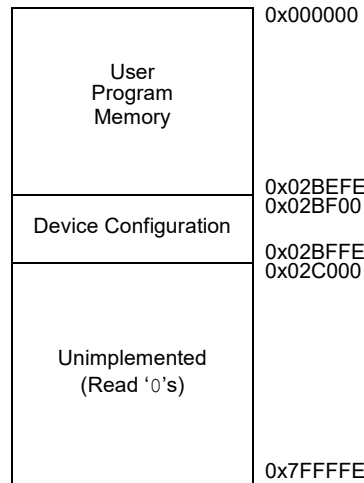 0x000000
User
Program
Memory
0x02BEFE
0x02BF00
Device Configuration
0x02BFFE
0x02C000
Unimplemented
(Read ‘0’s)
0x7FFFFE